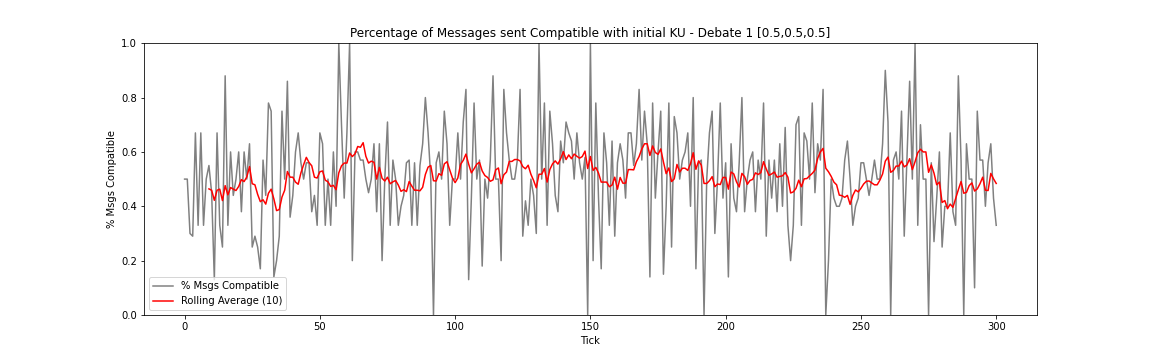 Percentage of Messages sent Compatible with initial KU - Debate 1 [0.5,0.5,0.5]
1.0
0.8
0.6
0.4
0.2
0.0
% Msgs Compatible
% Msgs Compatible
Rolling Average (10)
0 50 100 150 200 250 300
Tick